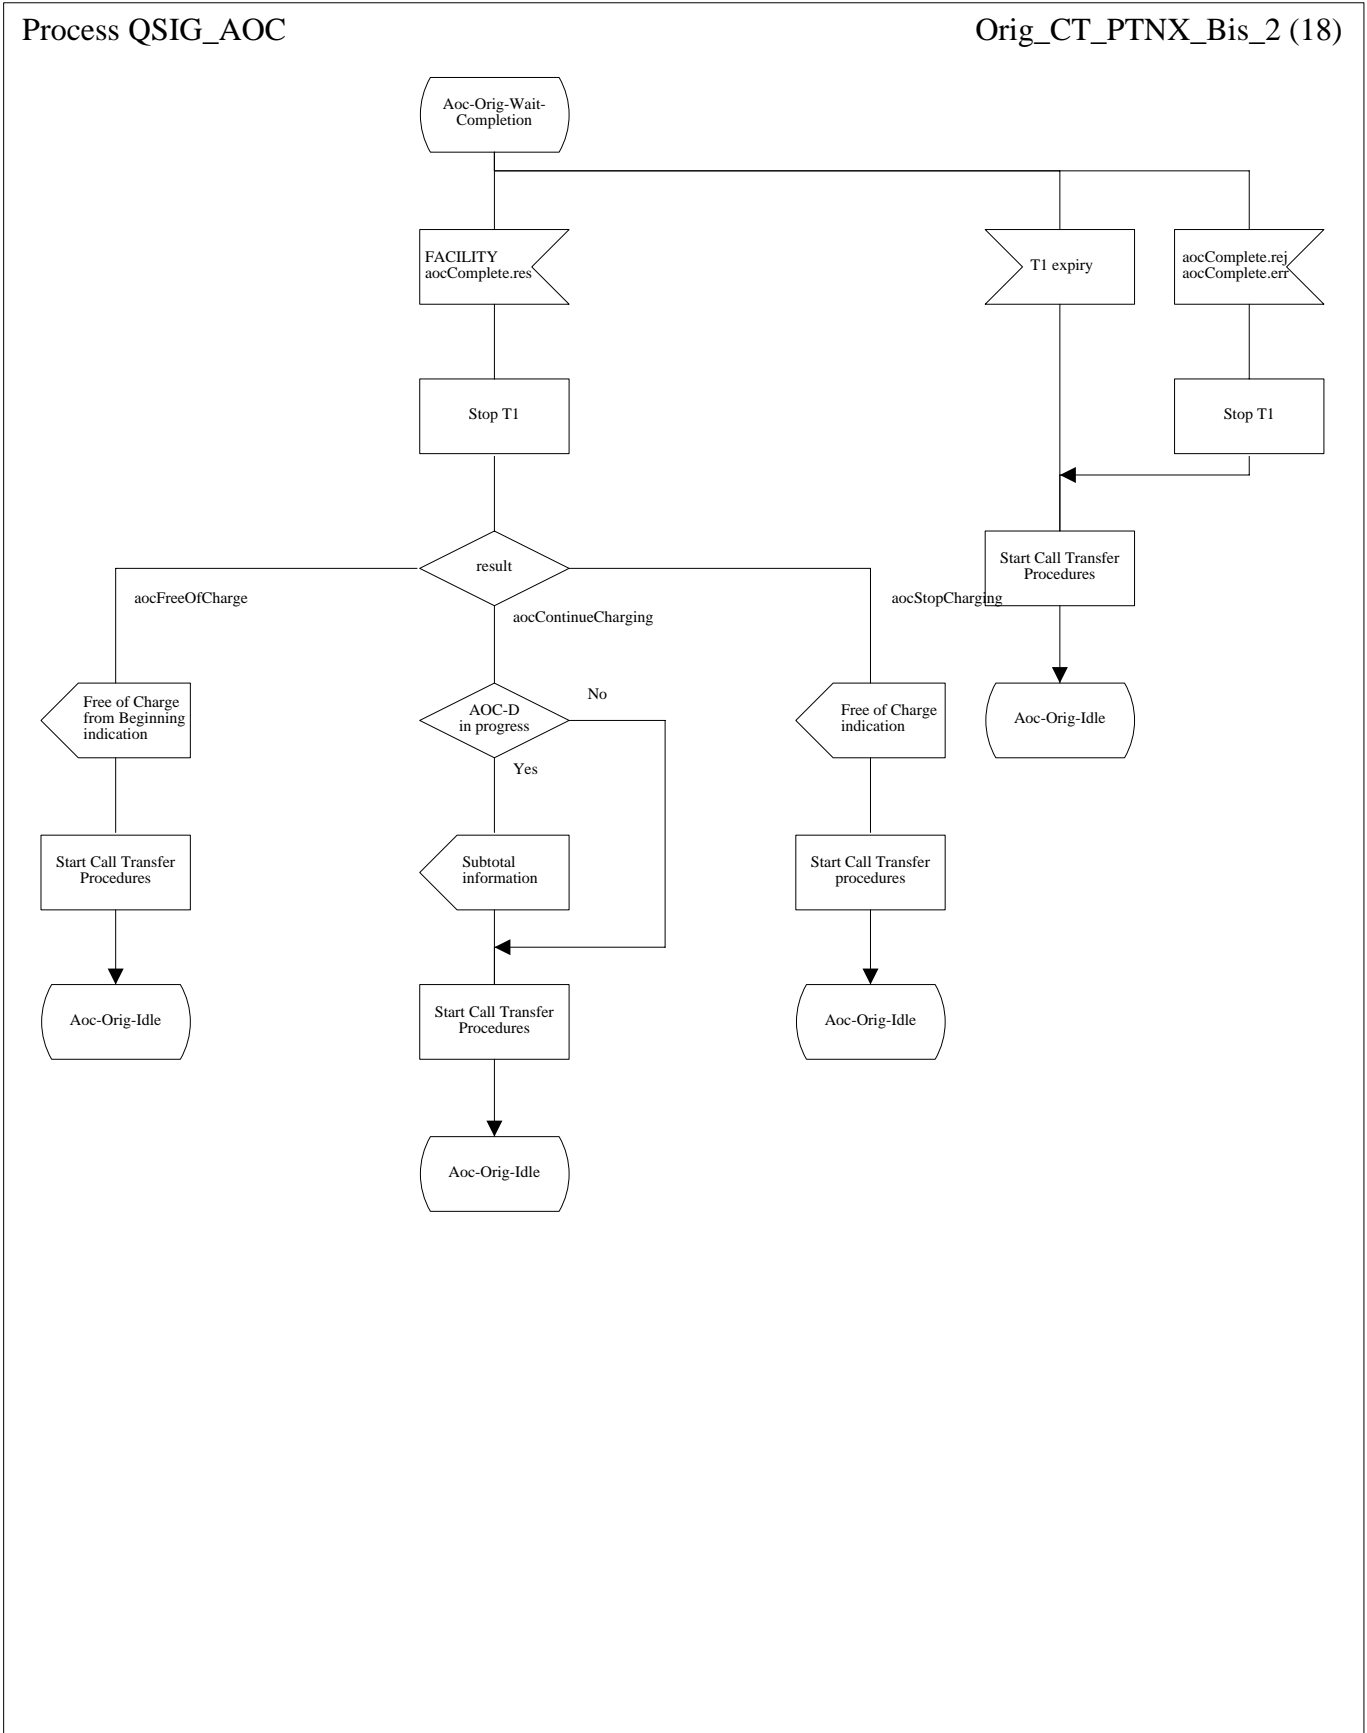 Process QSIG_AOC
Orig_CT_PTNX_Bis_2 (18)
Aoc-Orig-Wait-
Completion
FACILITY
aocComplete.res
T1 expiry
aocComplete.rej
aocComplete.err
Stop T1
Stop T1
result
Start Call Transfer
Procedures
aocFreeOfCharge
aocContinueCharging
aocStopCharging
Free of Charge
from Beginning
indication
AOC-D
in progress
No
Yes
Free of Charge
indication
Aoc-Orig-Idle
Start Call Transfer
Procedures
Subtotal
information
Start Call Transfer
procedures
Aoc-Orig-Idle
Start Call Transfer
Procedures
Aoc-Orig-Idle
Aoc-Orig-Idle